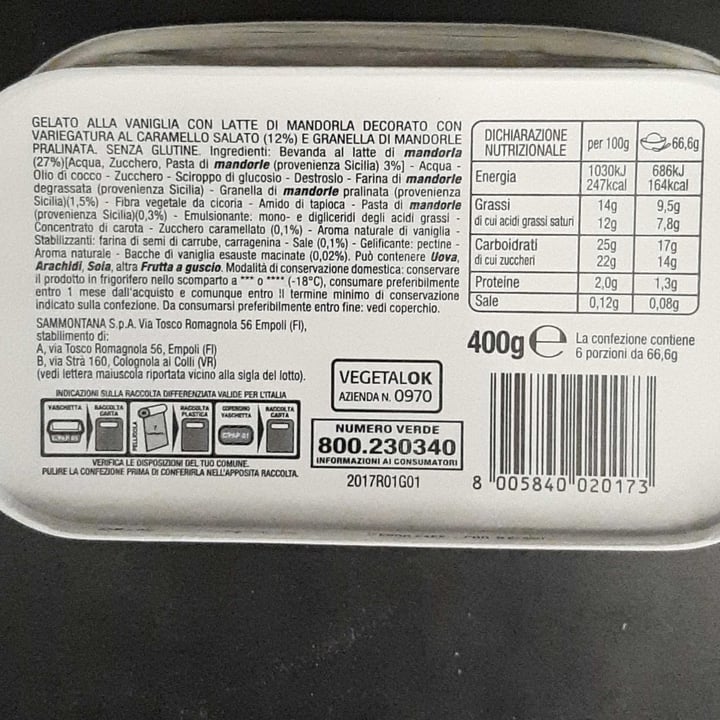 GELATO ALLA VANIGLIA CON LATTE DI MANDORLA DECORATO CON
VARIEGATURA AL CARAMELLO SALATO (12%) E GRANELLA DI MANDORLE
PRALINATA. SENZA GLUTINE. Ingredienti: Bevanda al latte di mandorla
(27%)[Acqua, Zucchero, Pasta di mandorle (provenienza Sicilia) 3%] - Acqua -
Olio di cocco - Zucchero - Sciroppo di glucosio - Destrosio - Farina di mandorle
degrassata (provenienza Sicilia) - Granella di mandorle pralinata (provenienza
Sicilia)(1,5%) - Fibra vegetale da cicoria - Amido di tapioca - Pasta di mandorle
(provenienza Sicilia)(0,3%) - Emulsionante: mono- e digliceridi degli acidi grassi -
Concentrato di carota - Zucchero caramellato (0,1%) - Aroma naturale di vaniglia -
Stabilizzanti: farina di semi di carrube, carragenina - Sale (0,1%) - Gelificante: pectine -
Aroma naturale - Bacche di vaniglia esauste macinate (0,02%). Può contenere Uova,
Arachidi, Soia, altra Frutta a guscio. Modalità di conservazione domestica: conservare
il prodotto in frigorifero nello scomparto a *** o **** (-18°C), consumare preferibilmente
entro 1 mese dall'acquisto e comunque entro il termine minimo di conservazione
indicato sulla confezione. Da consumarsi preferibilmente entro fine: vedi coperchio.
SAMMONTANA S.p.A. Via Tosco Romagnola 56 Empoli (FI),
stabilimento di:
A, via Tosco Romagnola 56, Empoli (FI)
B, via Strà 160, Colognola ai Colli (VR)
(vedi lettera maiuscola riportata vicino alla sigla del lotto).
INDICAZIONI SULLA RACCOLTA DIFFERENZIATA VALIDE PER L'ITALIA
VASCHETTA RACCOLTA CARTA PELLICOLA RACCOLTA PLASTICA COPERCHIO VASCHETTA RACCOLTA CARTA
C/PAP 81
VERIFICA LE DISPOSIZIONI DEL TUO COMUNE.
PULIRE LA CONFEZIONE PRIMA DI CONFERIRLA NELL'APPOSITA RACCOLTA.
DICHIARAZIONE NUTRIZIONALE per 100g 66,6g
Energia 1030kJ 686kJ
247kcal 164kcal
Grassi 14g 9,5g
di cui acidi grassi saturi 12g 7,8g
Carboidrati 25g 17g
di cui zuccheri 22g 14g
Proteine 2,0g 1,3g
Sale 0,12g 0,08g
400g e La confezione contiene
6 porzioni da 66,6g
VEGETALOK
AZIENDA N. 0970
NUMERO VERDE
800.230340
INFORMAZIONI AI CONSUMATORI
2017R01G01
8 005840 020173